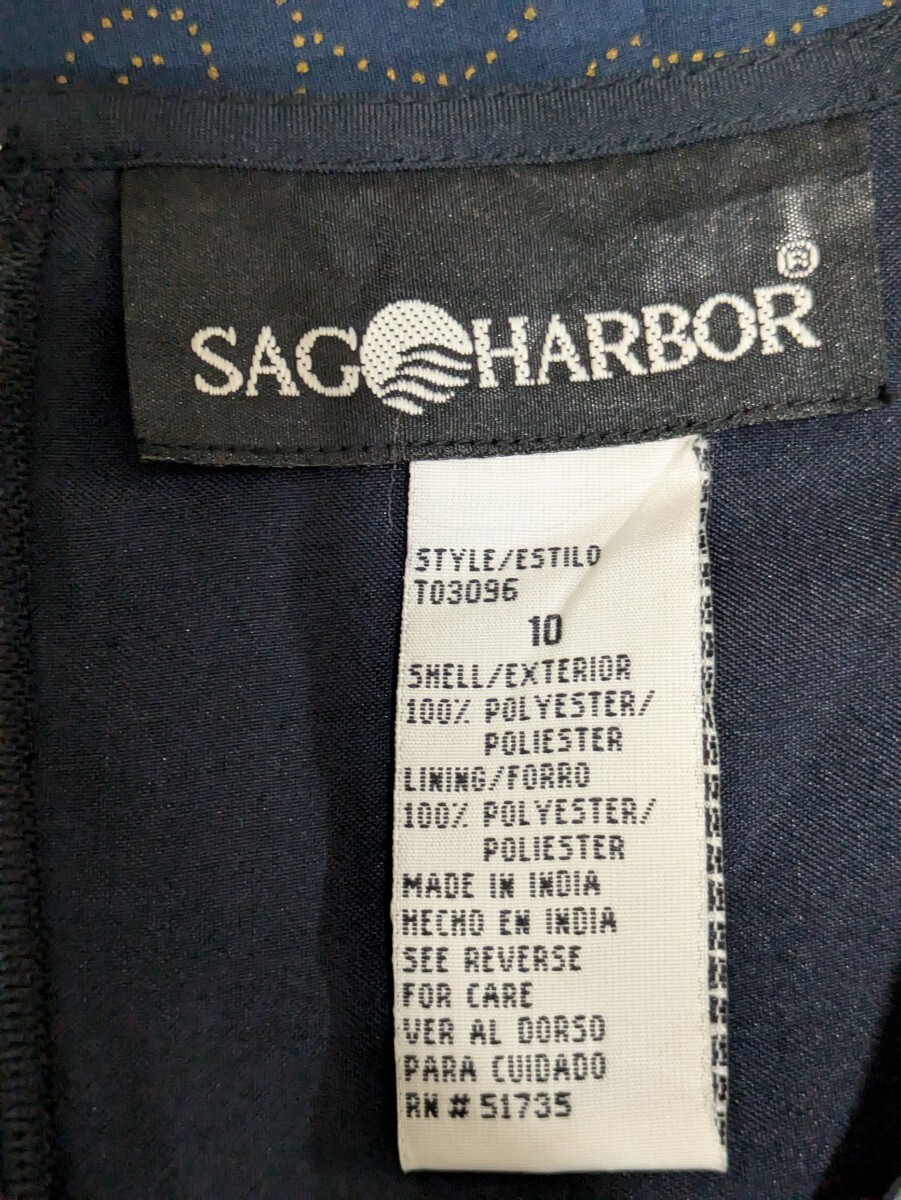 SAG HARBOR®
STYLE/ESTILO
T03096
10
SHELL/EXTERIOR
100% POLYESTER/
POLIESTER
LINING/FORRO
100% POLYESTER/
POLIESTER
MADE IN INDIA
HECHO EN INDIA
SEE REVERSE
FOR CARE
VER AL DORSO
PARA CUIDADO
RN # 51735